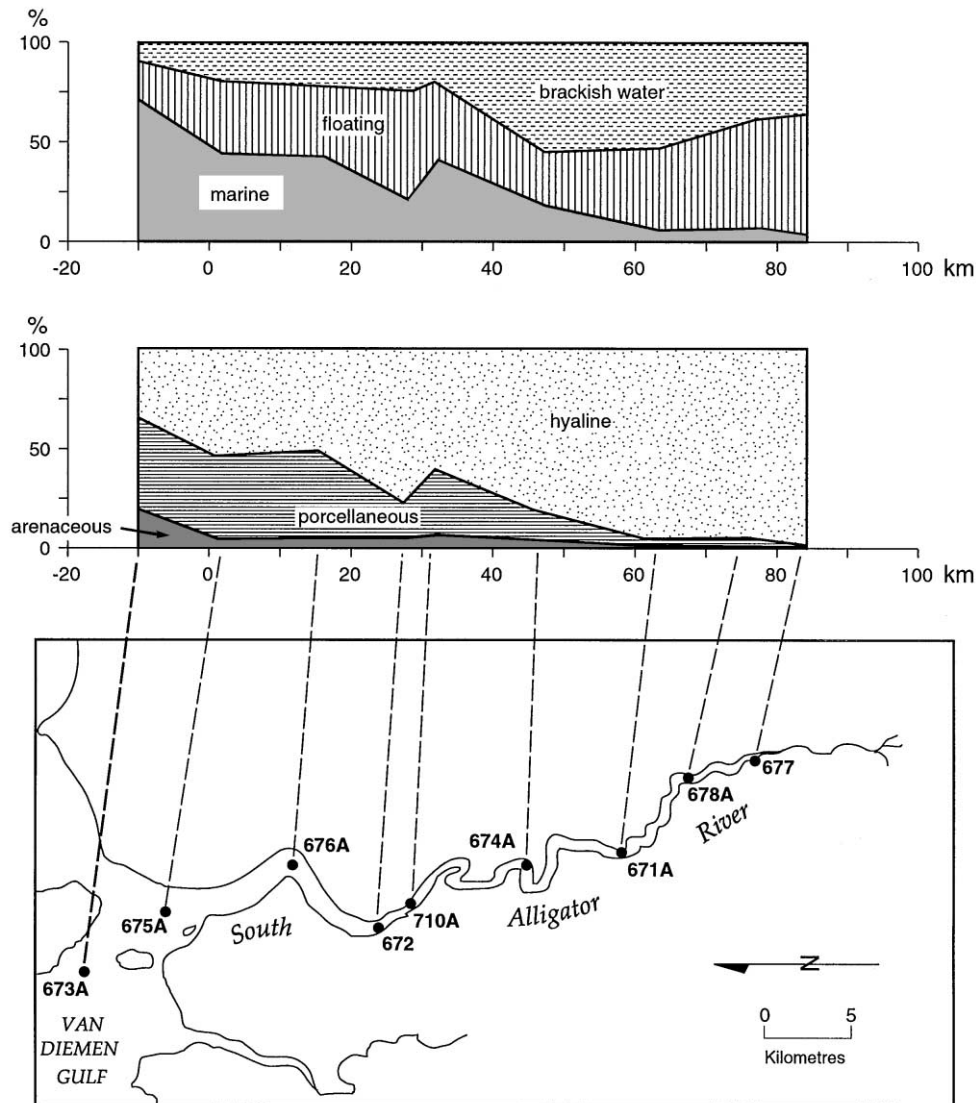 %
100
brackish water
floating
50
marine
0
-20 0 20 40 60 80 100 km
%
100
hyaline
50
porcellaneous
arenaceous
0
-20 0 20 40 60 80 100 km
677
678A
River
676A
674A
671A
710A
Alligator
675A
South
672
673A
N
VAN
DIEMEN
GULF
0 5
Kilometres